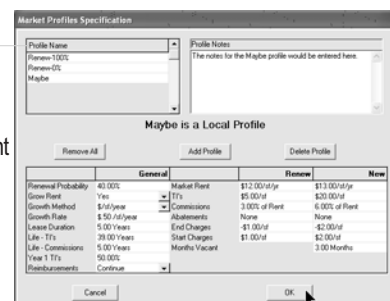 Market Profiles Specification
Profile Name
Renew-100%
Renew-0%
Maybe
Profile Notes
The notes for the Maybe profile would be entered here.
nt
Maybe is a Local Profile
Remove All Add Profile Delete Profile
General Renew New
Renewal Probability 40.00% Market Rent $12.00/sf/yr $13.00/sf/yr
Grow Rent Yes TI's $5.00/sf $20.00/sf
Growth Method $/sf/year Commissions 3.00% of Rent 6.00% of Rent
Growth Rate $.50 /sf/year Abatements None None
Lease Duration 5.00 Years End Charges -$1.00/sf -$2.00/sf
Life - TI's 39.00 Years Start Charges $1.00/sf $2.00/sf
Life - Commissions 5.00 Years Months Vacant 3.00 Months
Year 1 TI's 50.00%
Reimbursements Continue
Cancel OK